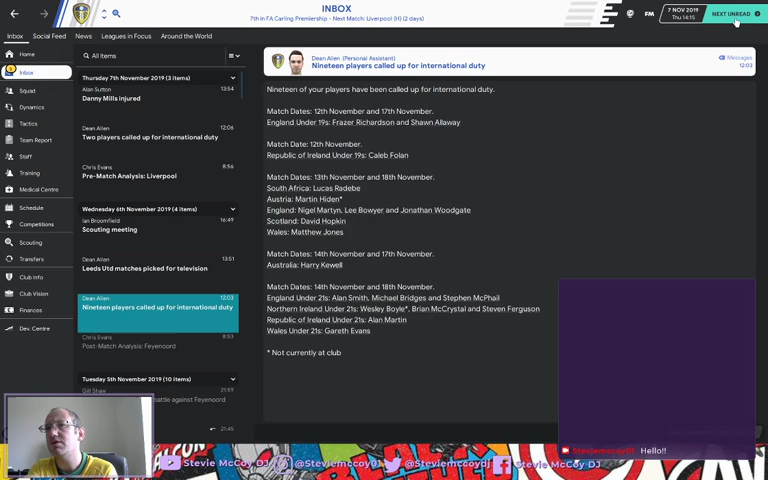 INBOX
7th in FA Carling Premiership - Next Match: Liverpool (H) (2 days)
FM
7 NOV 2019
Thu 14:15
NEXT UNREAD
Inbox Social Feed News Leagues in Focus Around the World
Home
Inbox
Squad
Dynamics
Tactics
Team Report
Staff
Training
Medical Centre
Schedule
Competitions
Scouting
Transfers
Club Info
Club Vision
Finances
Dev. Centre
All Items
Thursday 7th November 2019 (3 items)
Alan Sutton 13:54
Danny Mills injured
Dean Allen 12:06
Two players called up for international duty
Chris Evans 8:56
Pre-Match Analysis: Liverpool
Wednesday 6th November 2019 (4 items)
Ian Broomfield 16:49
Scouting meeting
13:51
Leeds Utd matches picked for television
Dean Allen 12:03
Nineteen players called up for international duty
Chris Evans 8:53
Post-Match Analysis: Feyenoord
Tuesday 5th November 2019 (10 items)
Gill Shaw 21:59
battle against Feyenoord
21:45
Dean Allen (Personal Assistant)
Nineteen players called up for international duty
Messages
12:03
Nineteen of your players have been called up for international duty.
Match Dates: 12th November and 17th November.
England Under 19s: Frazer Richardson and Shawn Allaway
Match Date: 12th November.
Republic of Ireland Under 19s: Caleb Folan
Match Dates: 13th November and 18th November.
South Africa: Lucas Radebe
Austria: Martin Hiden*
England: Nigel Martyn, Lee Bowyer and Jonathan Woodgate
Scotland: David Hopkin
Wales: Matthew Jones
Match Dates: 14th November and 17th November.
Australia: Harry Kewell
Match Dates: 14th November and 18th November.
England Under 21s: Alan Smith, Michael Bridges and Stephen McPhail
Northern Ireland Under 21s: Wesley Boyle*, Brian McCrystal and Steven Ferguson
Republic of Ireland Under 21s: Alan Martin
Wales Under 21s: Gareth Evans
* Not currently at club
Steviemccoy01 Hello!!
Stevie McCoy DJ @Steviemccoy01 @Steviemccoydj Stevie McCoy DJ